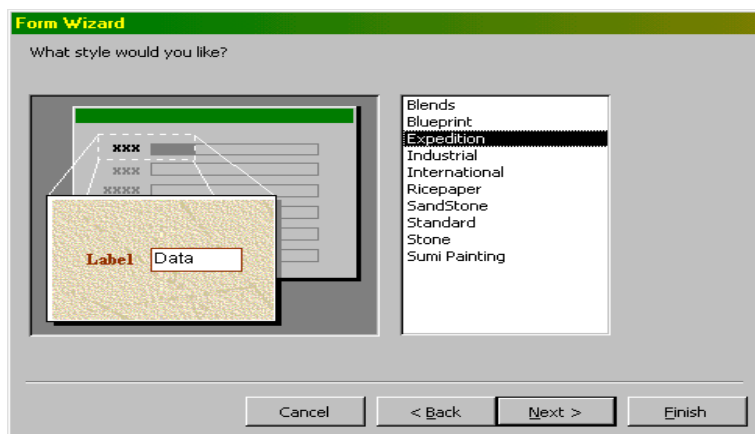 Form Wizard
What style would you like?
xxx
xxx
xxxx
Label Data
Blends
Blueprint
Expedition
Industrial
International
Ricepaper
SandStone
Standard
Stone
Sumi Painting
Cancel < Back Next > Finish